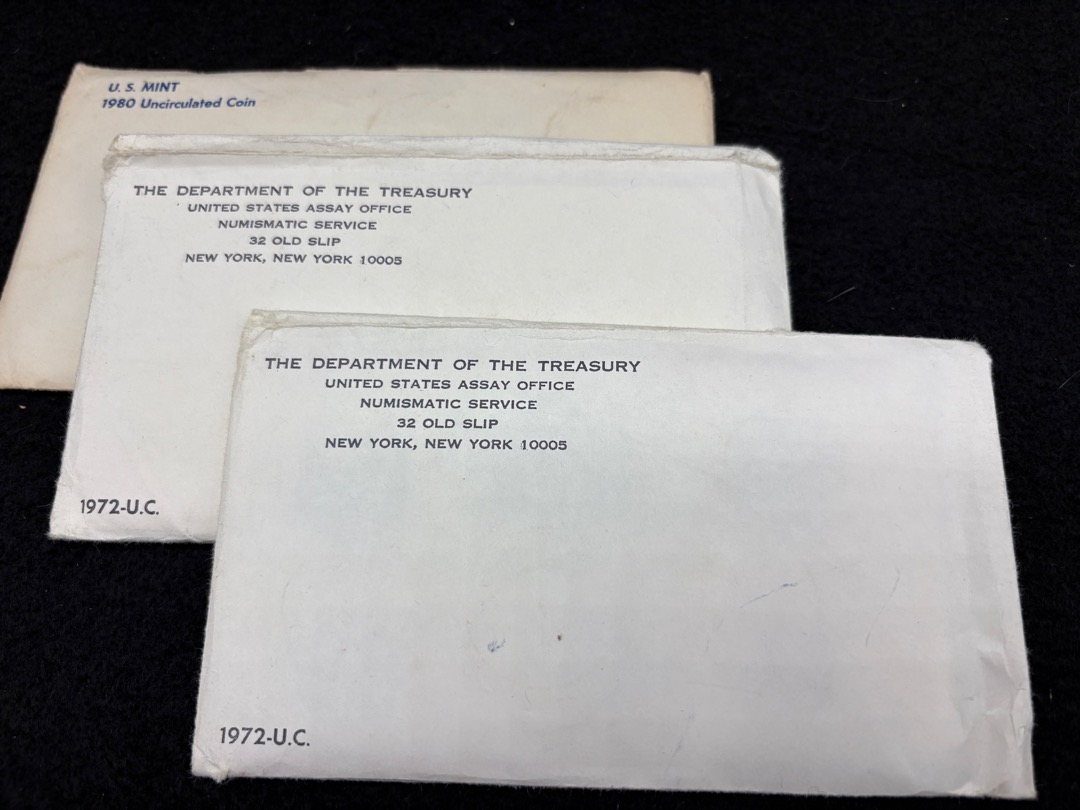 U. S. MINT
1980 Uncirculated Coin
THE DEPARTMENT OF THE TREASURY
UNITED STATES ASSAY OFFICE
NUMISMATIC SERVICE
32 OLD SLIP
NEW YORK, NEW YORK 10005
1972-U.C.
THE DEPARTMENT OF THE TREASURY
UNITED STATES ASSAY OFFICE
NUMISMATIC SERVICE
32 OLD SLIP
NEW YORK, NEW YORK 10005
1972-U.C.